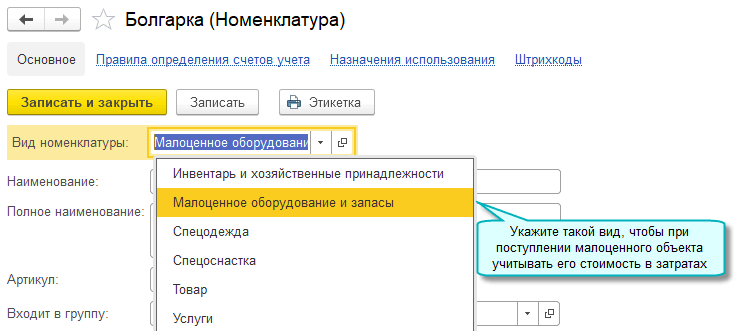 Болгарка (Номенклатура)
Основное Правила определения счетов учета Назначения использования Штрихкоды
Записать и закрыть Записать Этикетка
Вид номенклатуры: Малоценное оборудовани
Инвентарь и хозяйственные принадлежности
Наименование:
Малоценное оборудование и запасы
Полное наименование:
Спецодежда
Укажите такой вид, чтобы при
поступлении малоценного объекта
учитывать его стоимость в затратах
Спецоснастка
Артикул:
Товар
Входит в группу:
Услуги